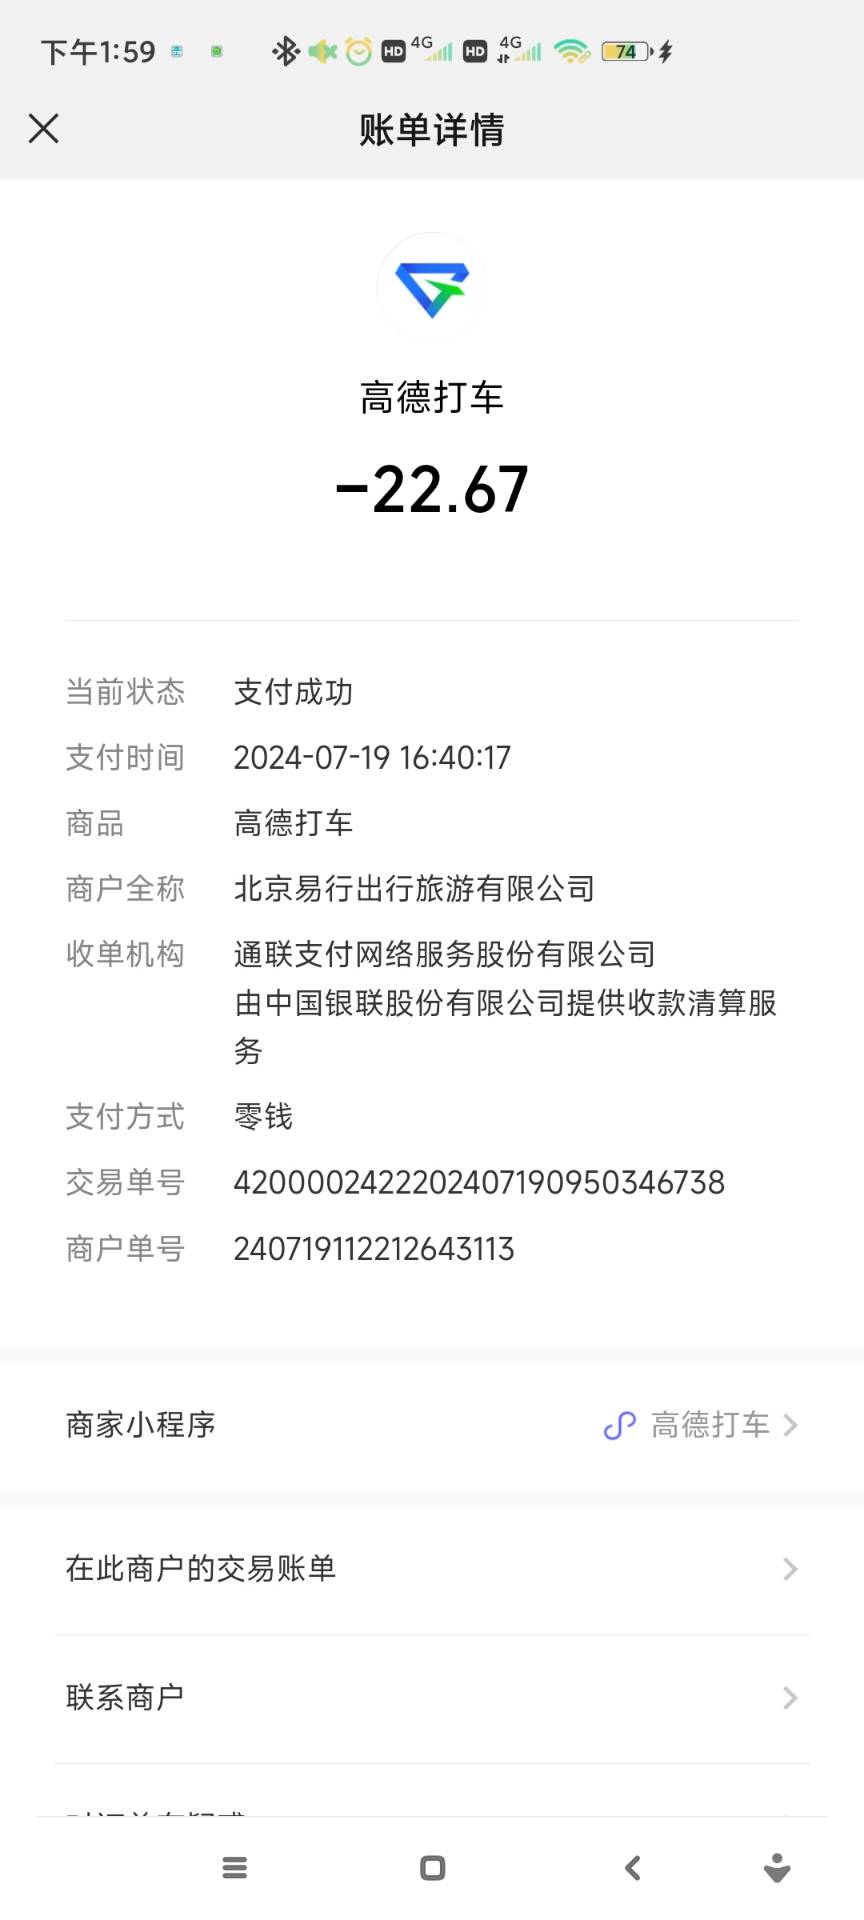 下午1:59
HD 4G HD 4G 74
账单详情
高德打车
-22.67
当前状态 支付成功
支付时间 2024-07-19 16:40:17
商品 高德打车
商户全称 北京易行出行旅游有限公司
收单机构 通联支付网络服务股份有限公司
由中国银联股份有限公司提供收款清算服
务
支付方式 零钱
交易单号 4200002422202407190950346738
商户单号 240719112212643113
商家小程序 高德打车
在此商户的交易账单
联系商户